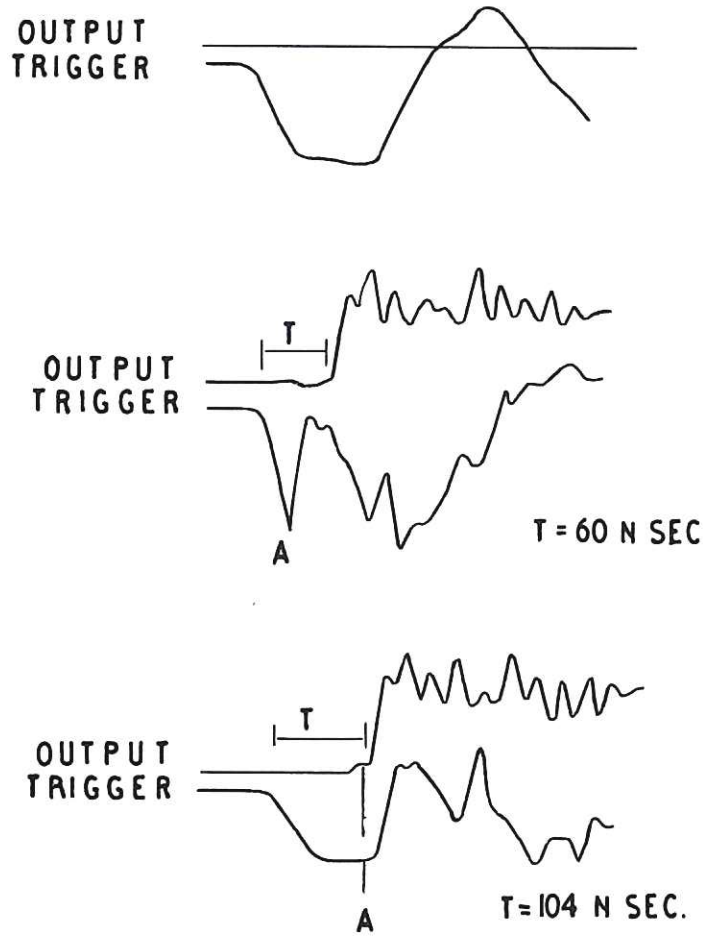 OUTPUT
TRIGGER
T
OUTPUT
TRIGGER
A
T = 60 N SEC
T
OUTPUT
TRIGGER
A
T = 104 N SEC.